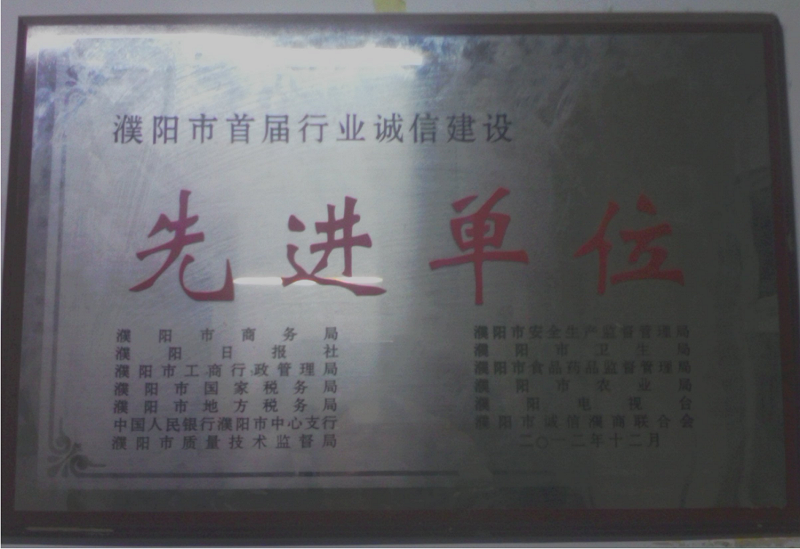 濮阳市首届行业诚信建设
先进单位
濮阳市商务局
濮阳日报社
濮阳市工商行政管理局
濮阳市国家税务局
濮阳市地方税务局
中国人民银行濮阳市中心支行
濮阳市质量技术监督局
濮阳市安全生产监督管理局
濮阳市卫生局
濮阳市食品药品监督管理局
濮阳市农业局
濮阳电视台
濮阳市诚信濮商联合会
二〇一二年十二月